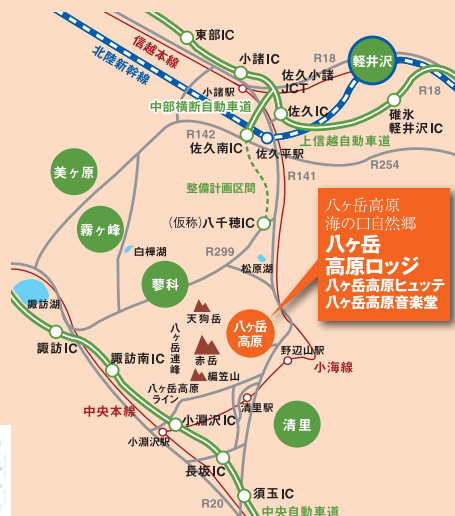 東部IC
信越本線
小諸IC
R18
軽井沢
北陸新幹線
小諸駅
佐久小諸
JCT
R18
中部横断自動車道
佐久IC
碓氷
軽井沢IC
R142
佐久南IC
佐久平駅
上信越自動車道
R254
R141
美ヶ原
整備計画区間
(仮称)八千穂IC
霧ヶ峰
白樺湖
R299
松原湖
蓼科
八ヶ岳高原
海の口自然郷
八ヶ岳
高原ロッジ
八ヶ岳高原ヒュッテ
八ヶ岳高原音楽堂
諏訪湖
天狗岳
八ヶ岳連峰
八ヶ岳
高原
諏訪IC
赤岳
諏訪南IC
編笠山
野辺山駅
小海線
八ヶ岳高原
ライン
中央本線
清里駅
小淵沢IC
清里
小淵沢駅
長坂IC
須玉IC
R20
中央自動車道